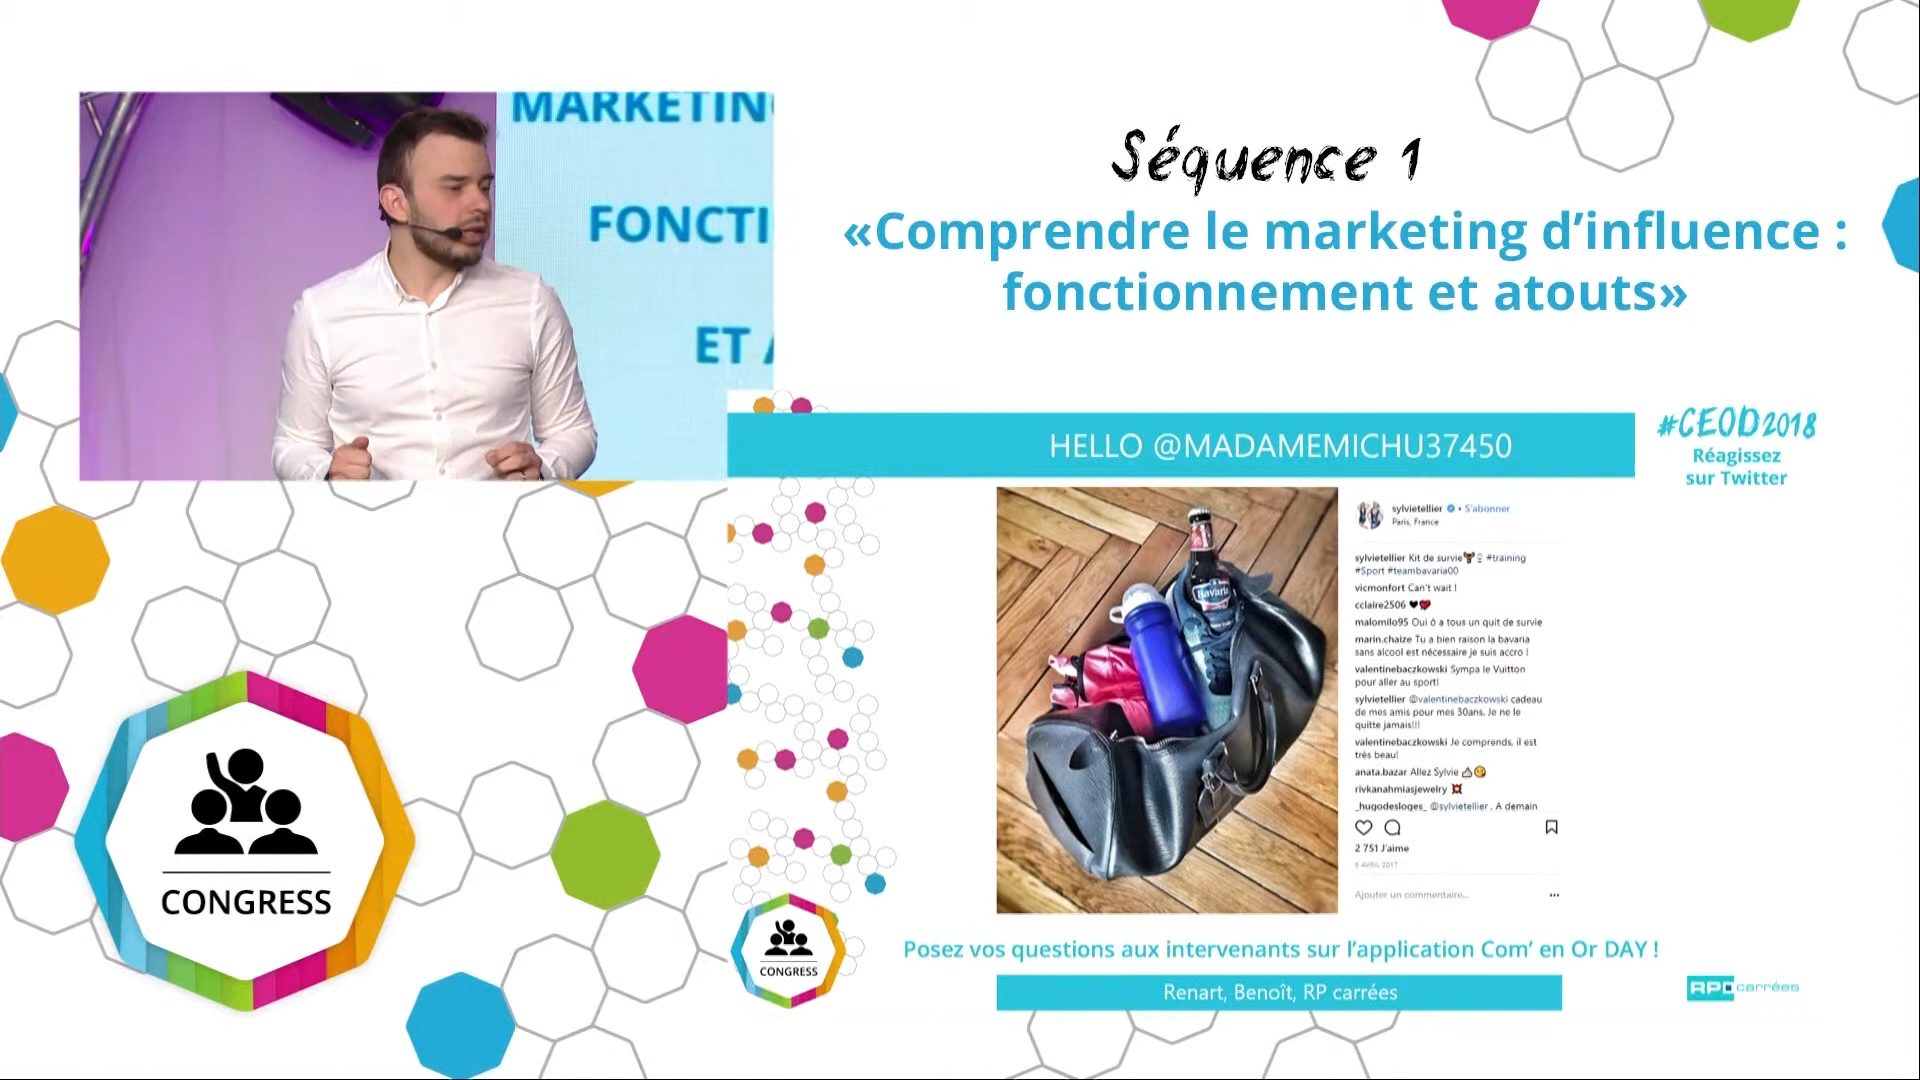 MARKETIN
FONCTI
ET
Séquence 1
«Comprendre le marketing d’influence :
fonctionnement et atouts»
HELLO @MADAMEMICHU37450
#CEOD2018
Réagissez
sur Twitter
Bavaria
sylvietellier • S'abonner
Paris, France
sylvietellier Kit de survie #training
#Sport #teambavaria00
vicmonfort Can't wait !
cclaire2506
malomilo95 Oui ô a tous un quit de survie
marin.chaize Tu a bien raison la bavaria
sans alcool est nécessaire je suis accro !
valentinebaczkowski Sympa le Vuitton
pour aller au sport!
sylvietellier @valentinebaczkowski cadeau
de mes amis pour mes 30ans. Je ne le
quitte jamais!!!
valentinebaczkowski Je comprends, il est
très beau!
anata.bazar Allez Sylvie
rivkanahmiasjewelry
_hugodesloges_ @sylvietellier . A demain
2 751 J'aime
6 AVRIL 2017
Ajouter un commentaire...
CONGRESS
CONGRESS
Posez vos questions aux intervenants sur l’application Com’ en Or DAY !
Renart, Benoît, RP carrées
RP carrées